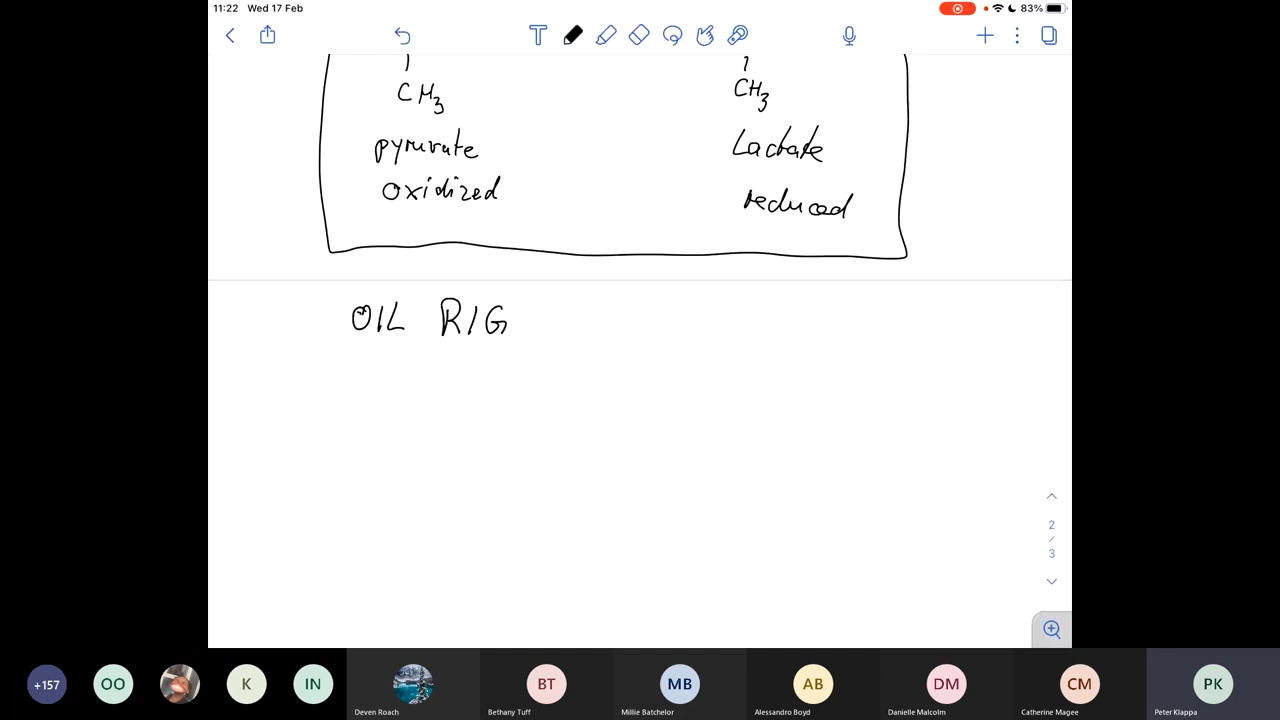 11:22 Wed 17 Feb 83%
T
CH3 CH3
pyruvate Lactate
oxidized reduced
OIL RIG
2
/
3
+157 OO K IN BT MB AB DM CM PK
Deven Roach Bethany Tuff Millie Batchelor Alessandro Boyd Danielle Malcolm Catherine Magee Peter Klappa